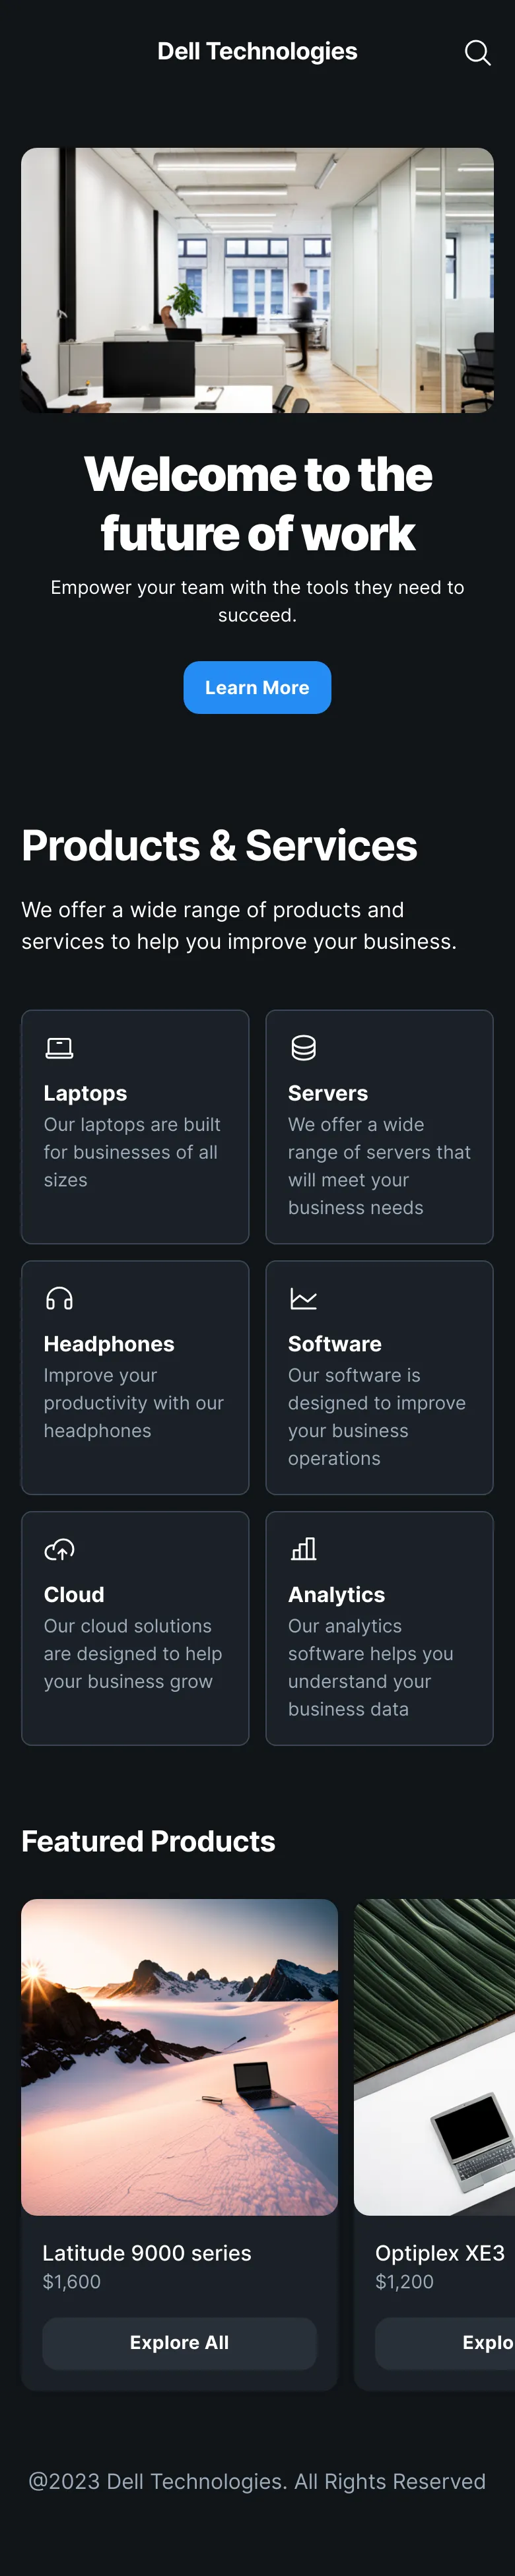 Dell Technologies
Welcome to the
future of work
Empower your team with the tools they need to
succeed.
Learn More
Products & Services
We offer a wide range of products and
services to help you improve your business.
Laptops
Our laptops are built
for businesses of all
sizes
Servers
We offer a wide
range of servers that
will meet your
business needs
Headphones
Improve your
productivity with our
headphones
Software
Our software is
designed to improve
your business
operations
Cloud
Our cloud solutions
are designed to help
your business grow
Analytics
Our analytics
software helps you
understand your
business data
Featured Products
Latitude 9000 series
$1,600
Explore All
Optiplex XE3
$1,200
Explo
@2023 Dell Technologies. All Rights Reserved